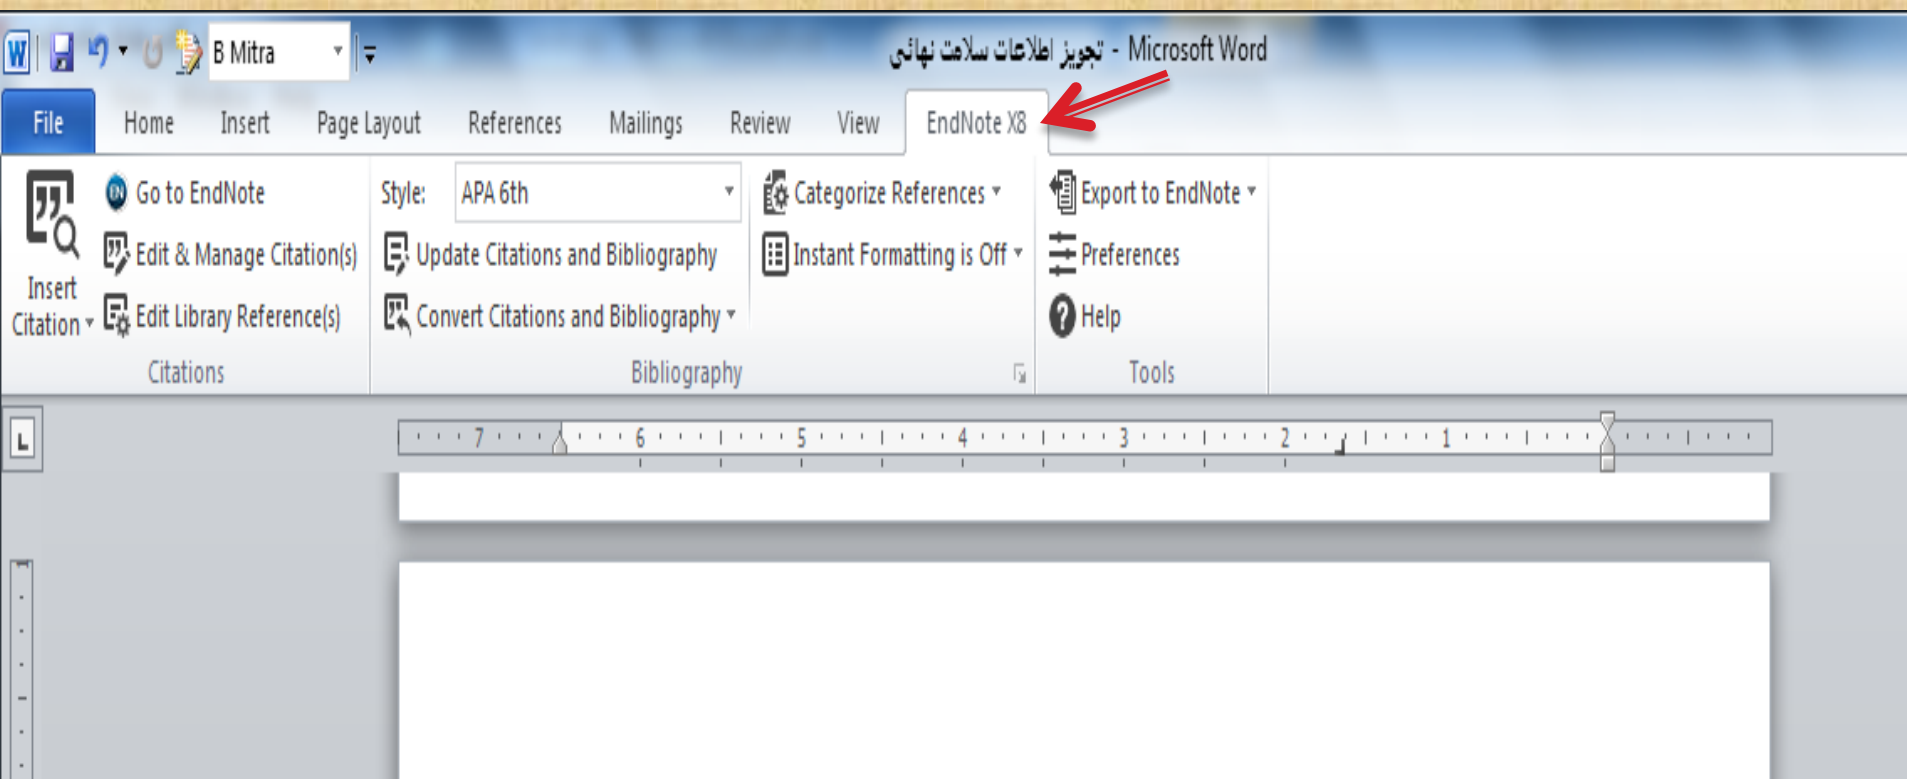 B Mitra
تجویز اطلاعات سلامت نهائی - Microsoft Word
File Home Insert Page Layout References Mailings Review View EndNote X8
Go to EndNote Style: APA 6th Categorize References Export to EndNote
Edit & Manage Citation(s) Update Citations and Bibliography Instant Formatting is Off Preferences
Insert Citation Edit Library Reference(s) Convert Citations and Bibliography Help
Citations Bibliography Tools
7 6 5 4 3 2 1